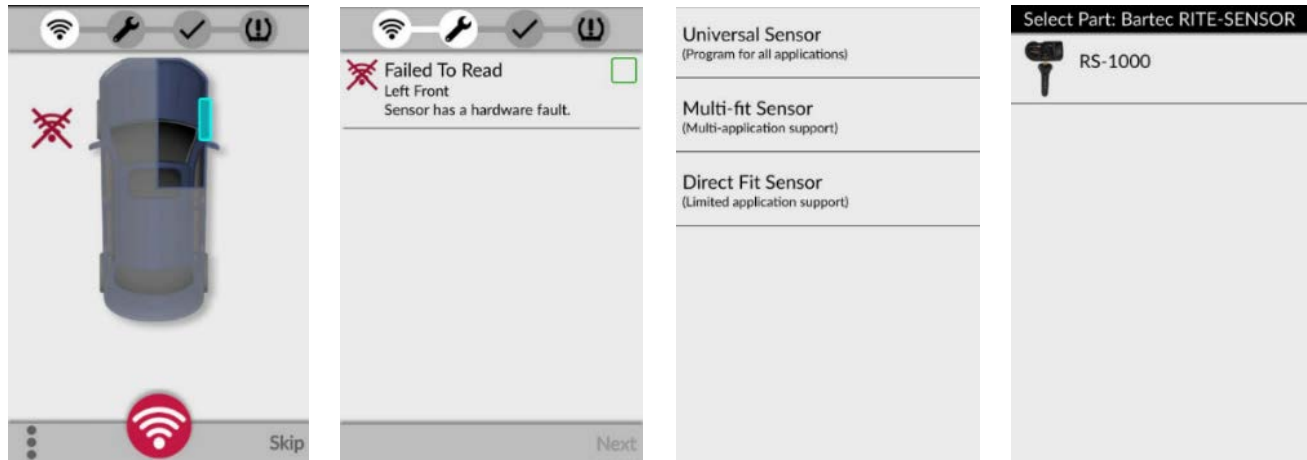 Skip
Failed To Read
Left Front
Sensor has a hardware fault.
Next
Universal Sensor
(Program for all applications)
Multi-fit Sensor
(Multi-application support)
Direct Fit Sensor
(Limited application support)
Select Part: Bartec RITE-SENSOR
RS-1000